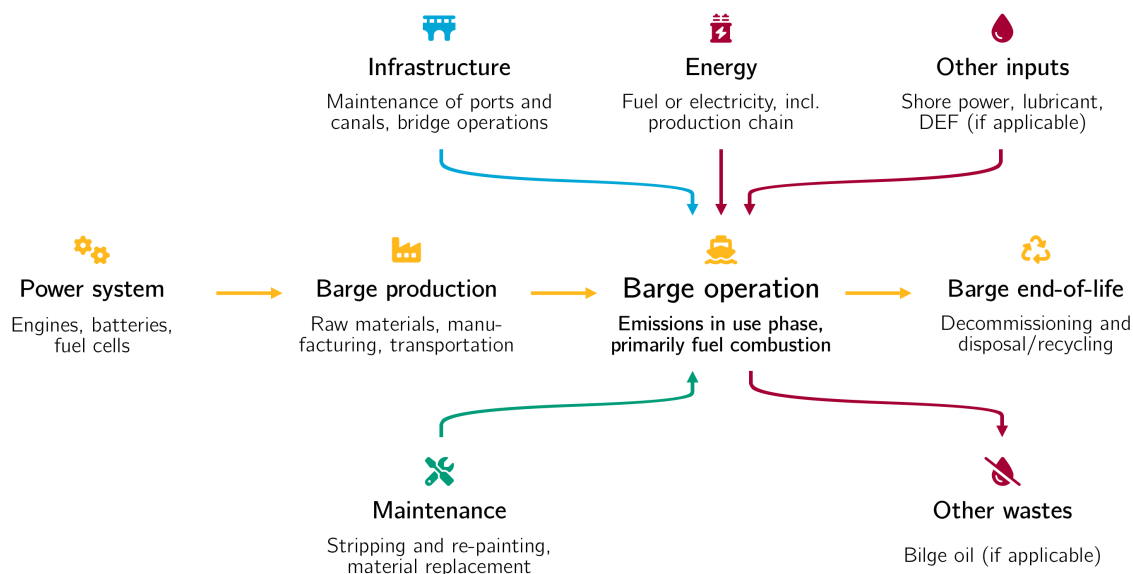 Infrastructure
Maintenance of ports and
canals, bridge operations
Energy
Fuel or electricity, incl.
production chain
Other inputs
Shore power, lubricant,
DEF (if applicable)
Power system
Engines, batteries,
fuel cells
Barge production
Raw materials, manu-
facturing, transportation
Barge operation
Emissions in use phase,
primarily fuel combustion
Barge end-of-life
Decommissioning and
disposal/recycling
Maintenance
Stripping and re-painting,
material replacement
Other wastes
Bilge oil (if applicable)